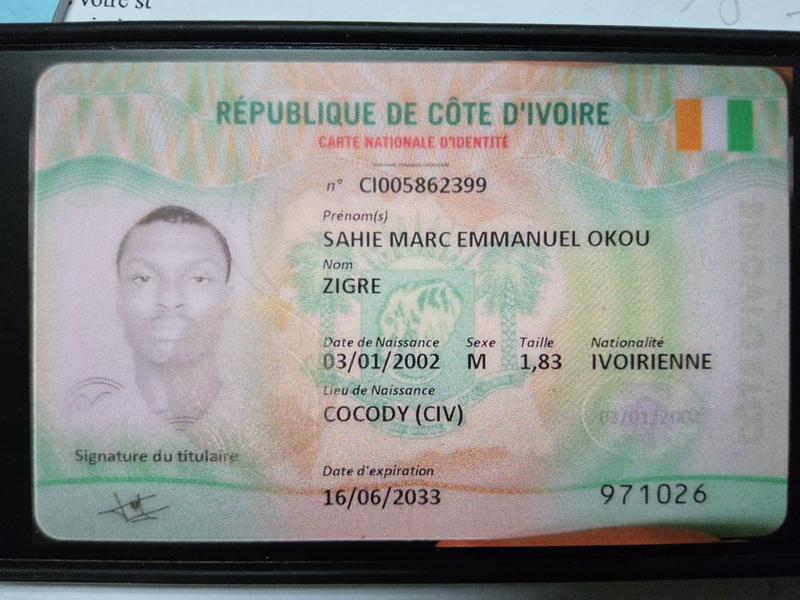 votre st
RÉPUBLIQUE DE CÔTE D'IVOIRE
CARTE NATIONALE D'IDENTITÉ
n° CI005862399
Prénom(s)
SAHIE MARC EMMANUEL OKOU
Nom
ZIGRE
Date de Naissance Sexe Taille Nationalité
03/01/2002 M 1,83 IVOIRIENNE
Lieu de Naissance
COCODY (CIV)
03/01/2002
Signature du titulaire
Date d'expiration
16/06/2033
971026